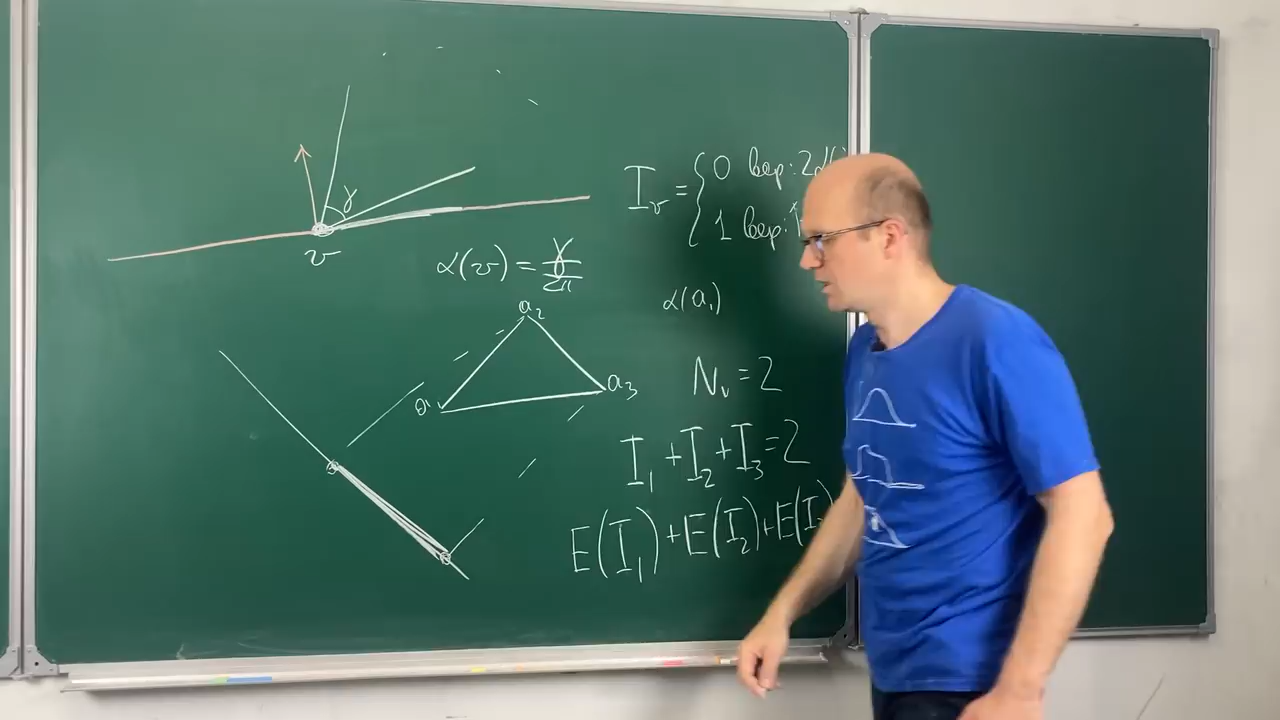 γ
v
α(v) = γ/2π
a₂
a₁
a₃
I_v = { 0 вер: 2α(
1 вер: 1
α(a₁)
N_v = 2
I₁ + I₂ + I₃ = 2
E(I₁) + E(I₂) + E(I